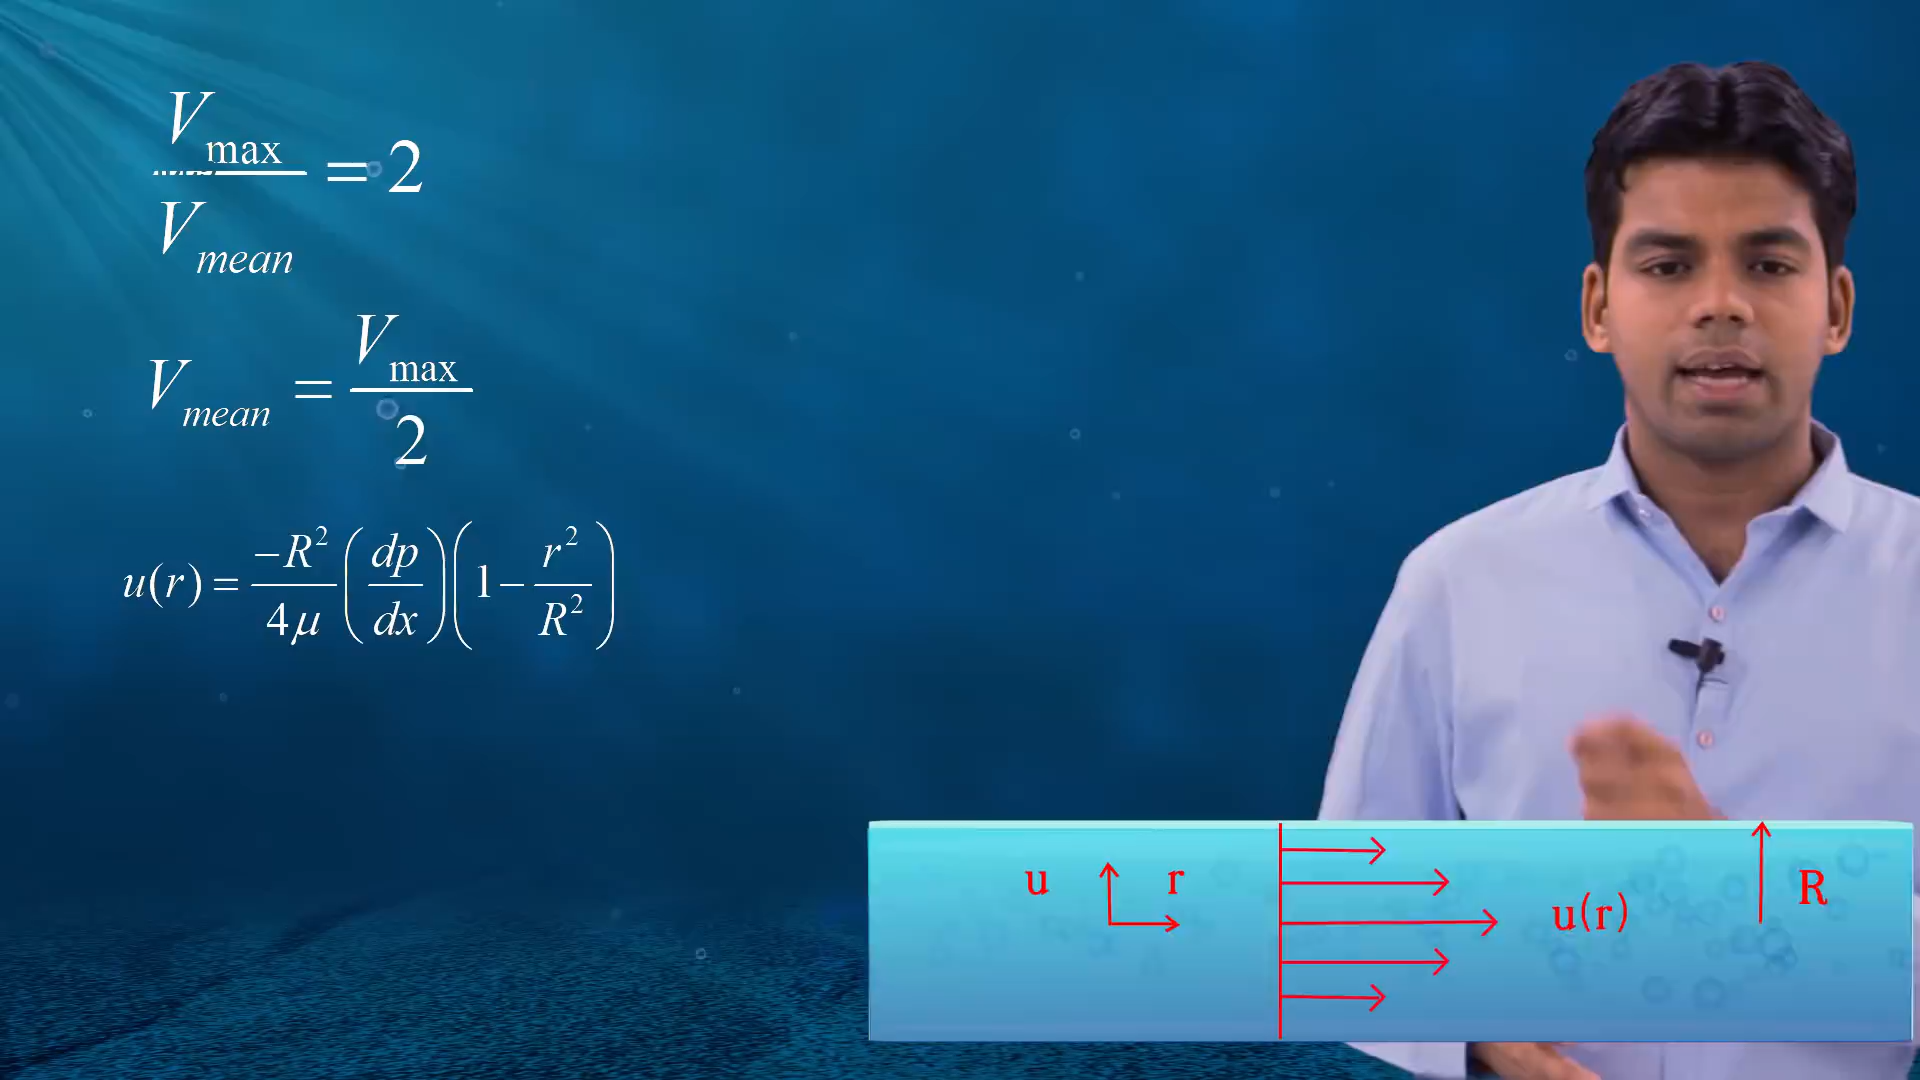 V_max / V_mean = 2
V_mean = V_max / 2
u(r) = -R² / 4μ (dp / dx) (1 - r² / R²)
u r u(r) R